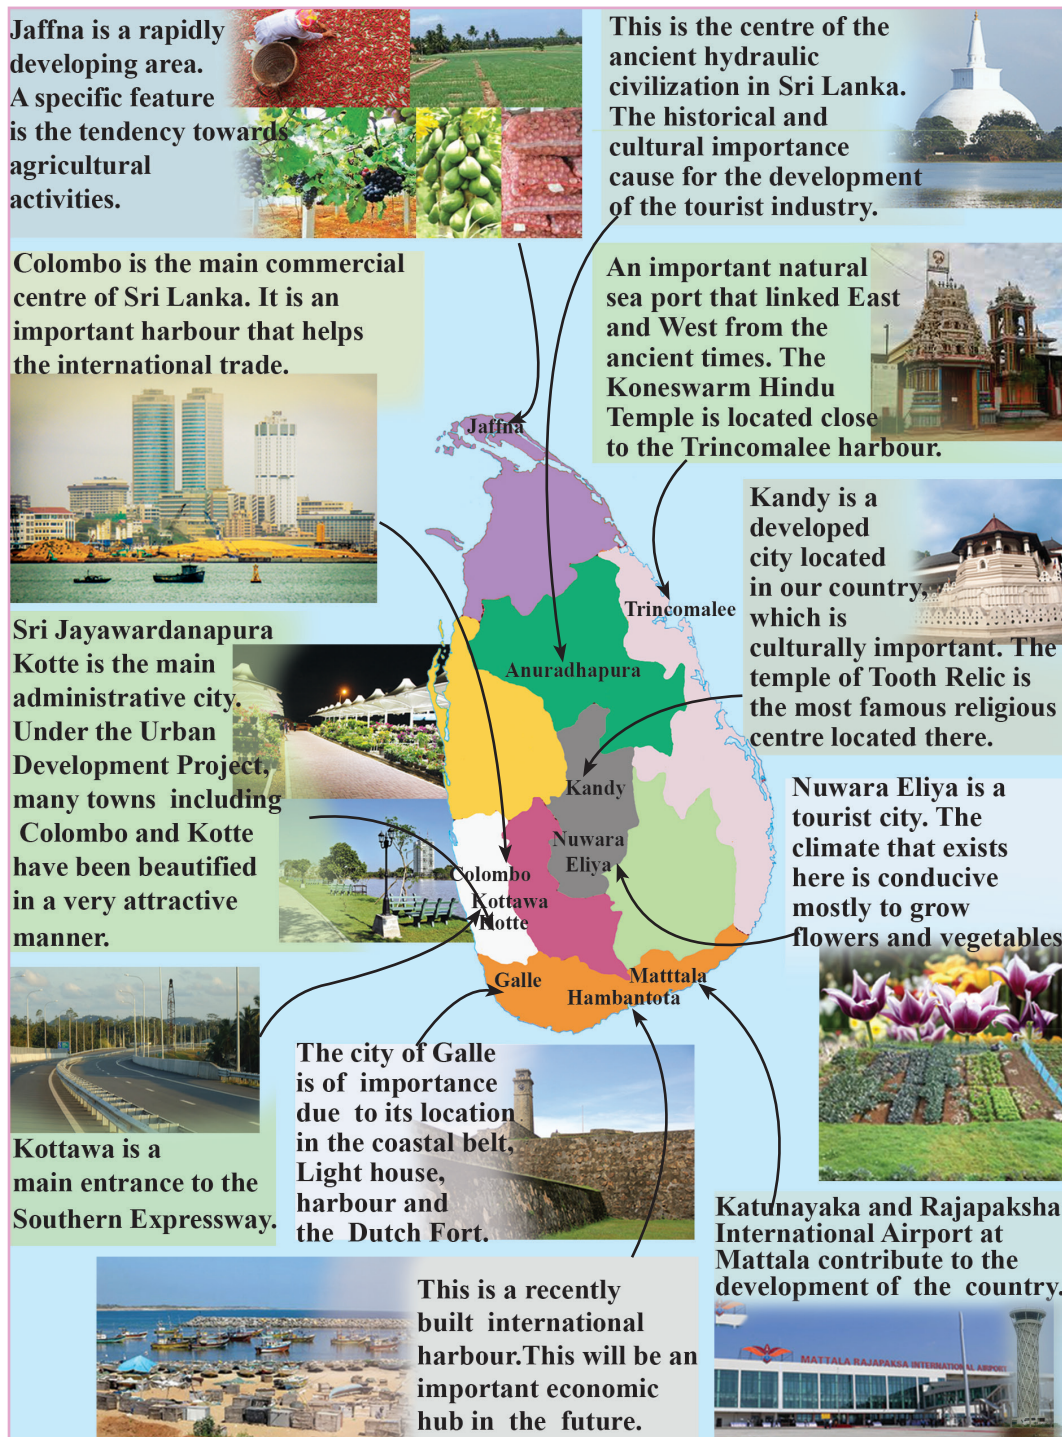 Jaffna is a rapidly
developing area.
A specific feature
is the tendency towards
agricultural
activities.
This is the centre of the
ancient hydraulic
civilization in Sri Lanka.
The historical and
cultural importance
cause for the development
of the tourist industry.
Colombo is the main commercial
centre of Sri Lanka. It is an
important harbour that helps
the international trade.
An important natural
sea port that linked East
and West from the
ancient times. The
Koneswarm Hindu
Temple is located close
to the Trincomalee harbour.
Kandy is a
developed
city located
in our country,
which is
culturally important. The
temple of Tooth Relic is
the most famous religious
centre located there.
Sri Jayawardanapura
Kotte is the main
administrative city.
Under the Urban
Development Project,
many towns including
Colombo and Kotte
have been beautified
in a very attractive
manner.
Nuwara Eliya is a
tourist city. The
climate that exists
here is conducive
mostly to grow
flowers and vegetables
Jaffna
Trincomalee
Anuradhapura
Kandy
Nuwara
Eliya
Colombo
Kottawa
Kotte
Galle
Matttala
Hambantota
Kottawa is a
main entrance to the
Southern Expressway.
The city of Galle
is of importance
due to its location
in the coastal belt,
Light house,
harbour and
the Dutch Fort.
Katunayaka and Rajapaksha
International Airport at
Mattala contribute to the
development of the country.
MATTALA RAJAPAKSA INTERNATIONAL AIRPORT
This is a recently
built international
harbour.This will be an
important economic
hub in the future.